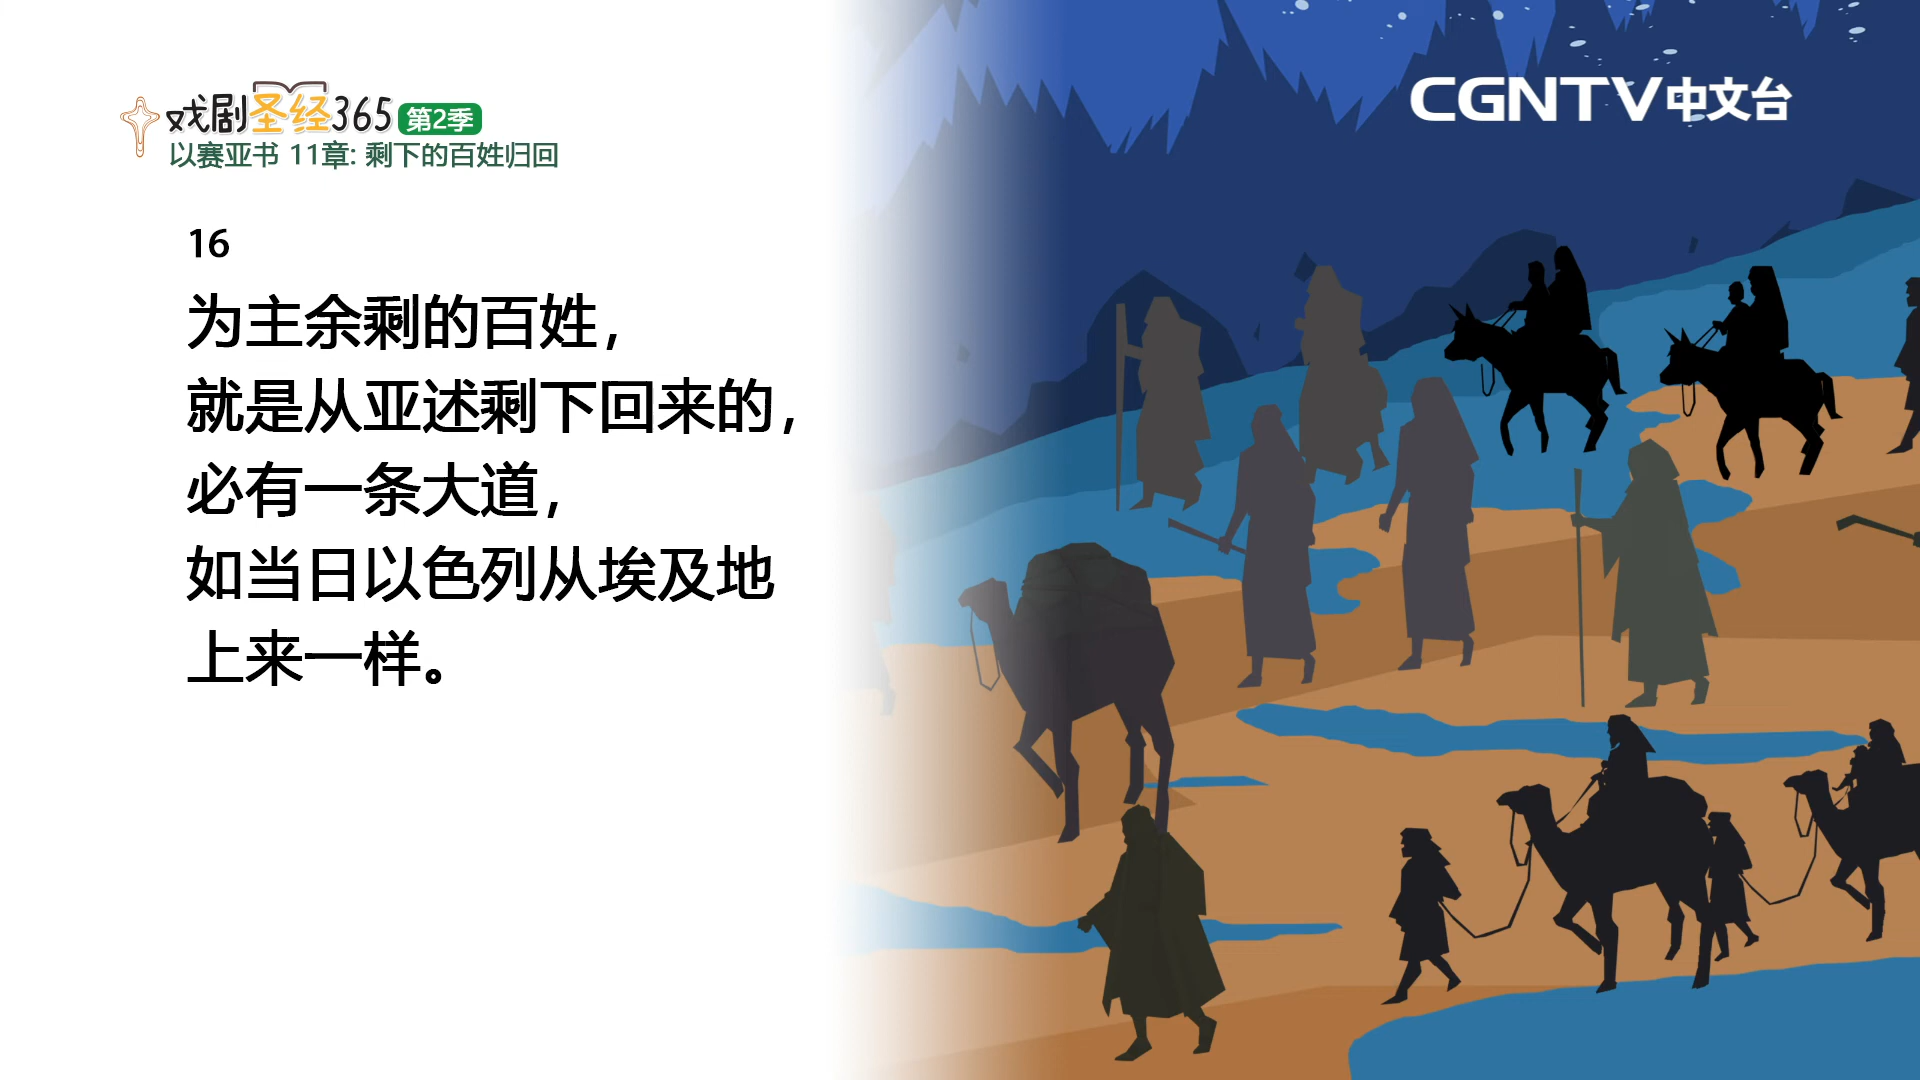 戏剧圣经365 第2季
以赛亚书 11章: 剩下的百姓归回
CGNTV中文台
16
为主余剩的百姓，
就是从亚述剩下回来的，
必有一条大道，
如当日以色列从埃及地
上来一样。